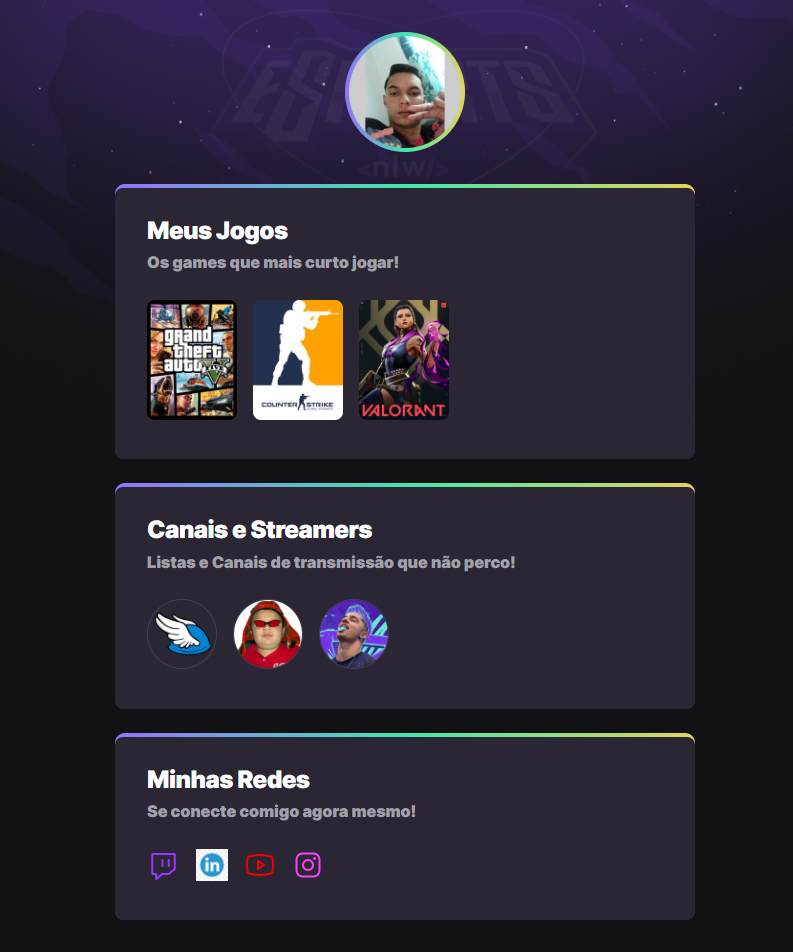 ESPORTS
<nlw/>
Meus Jogos
Os games que mais curto jogar!
grand
theft
auto
V
FIVE
COUNTER STRIKE
VALORANT
Canais e Streamers
Listas e Canais de transmissão que não perco!
Minhas Redes
Se conecte comigo agora mesmo!
in